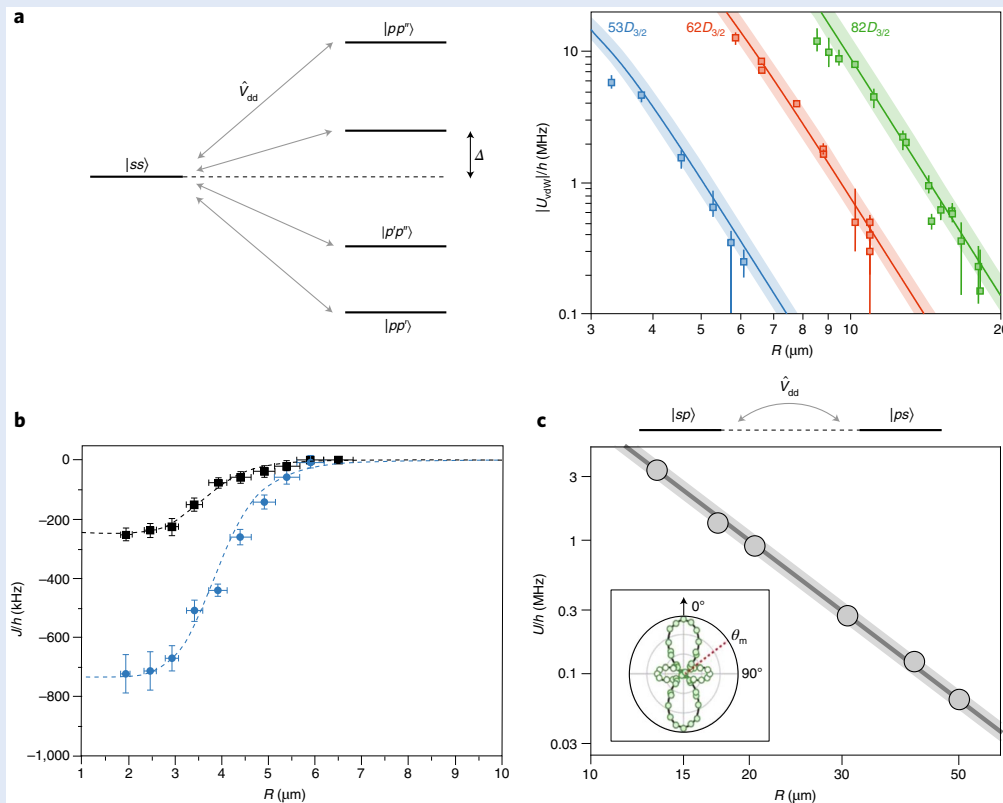 a
|pp″⟩
V̂dd
Δ
|ss⟩
|p′p″⟩
|pp′⟩
53D3/2
62D3/2
82D3/2
|UvdW|/h (MHz)
10
1
0.1
3
4
5
6
7
8
9
10
20
R (µm)
b
0
−200
−400
−600
−800
−1,000
J/h (kHz)
1
2
3
4
5
6
7
8
9
10
R (µm)
c
V̂dd
|sp⟩
|ps⟩
3
1
0.3
0.1
0.03
U/h (MHz)
0°
θm
90°
10
15
20
30
50
R (µm)